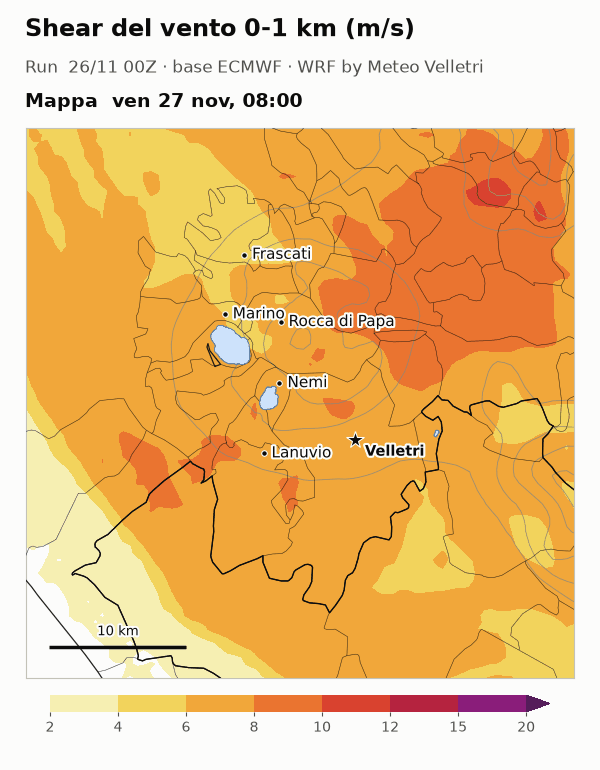 Shear del vento 0-1 km (m/s)
Run 26/11 00Z · base ECMWF · WRF by Meteo Velletri
Mappa ven 27 nov, 08:00
Frascati
Marino
Rocca di Papa
Nemi
Velletri
Lanuvio
10 km
2 4 6 8 10 12 15 20